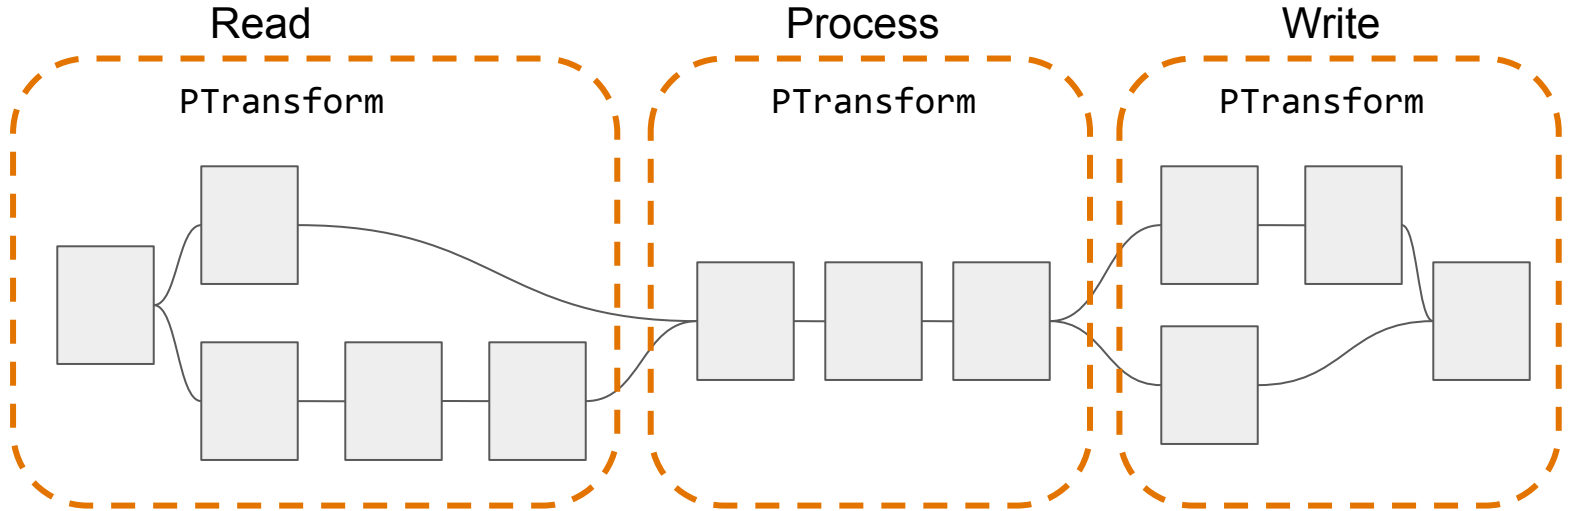 Read
Process
Write
PTransform
PTransform
PTransform